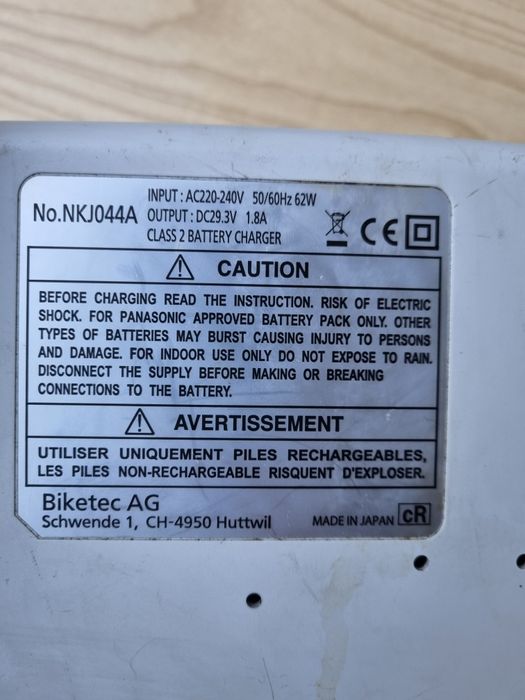 No.NKJ044A
INPUT : AC220-240V 50/60Hz 62W
OUTPUT : DC29.3V 1.8A
CLASS 2 BATTERY CHARGER
CE
CAUTION
BEFORE CHARGING READ THE INSTRUCTION. RISK OF ELECTRIC
SHOCK. FOR PANASONIC APPROVED BATTERY PACK ONLY. OTHER
TYPES OF BATTERIES MAY BURST CAUSING INJURY TO PERSONS
AND DAMAGE. FOR INDOOR USE ONLY DO NOT EXPOSE TO RAIN.
DISCONNECT THE SUPPLY BEFORE MAKING OR BREAKING
CONNECTIONS TO THE BATTERY.
AVERTISSEMENT
UTILISER UNIQUEMENT PILES RECHARGEABLES,
LES PILES NON-RECHARGEABLE RISQUENT D'EXPLOSER.
Biketec AG
Schwende 1, CH-4950 Huttwil
MADE IN JAPAN cR